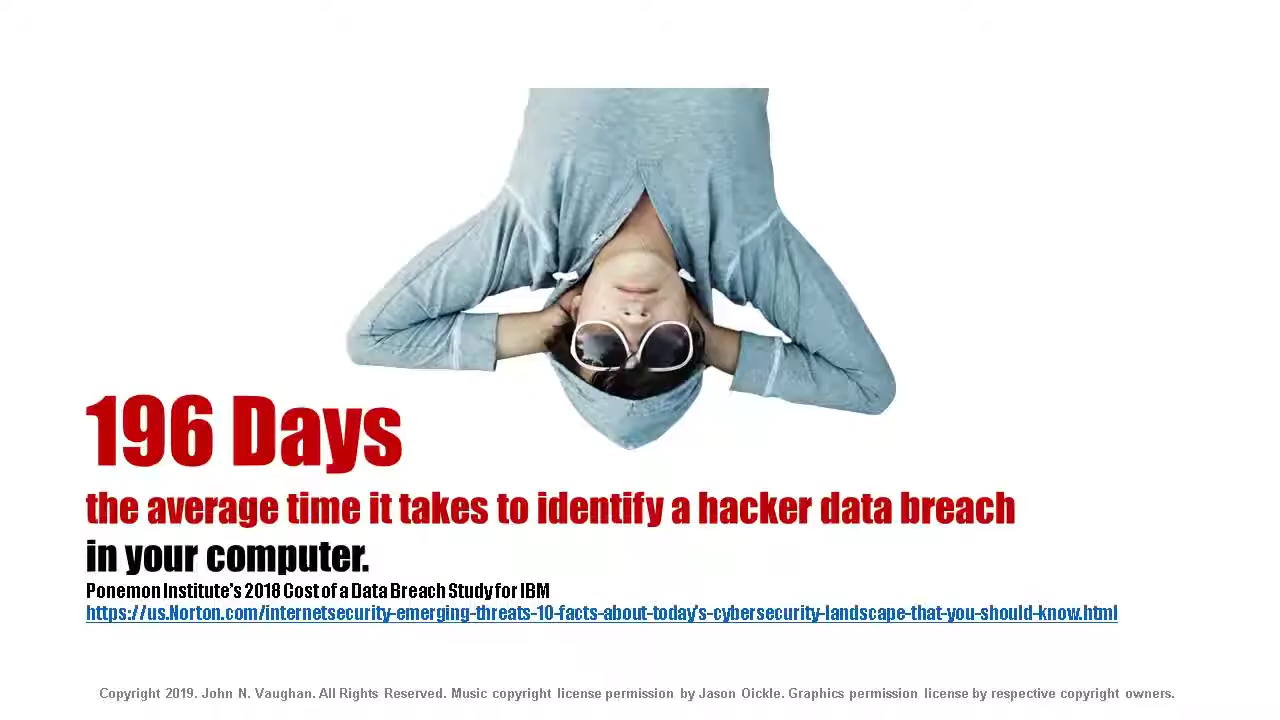 196 Days
the average time it takes to identify a hacker data breach
in your computer.
Ponemon Institute's 2018 Cost of a Data Breach Study for IBM
https://us.Norton.com/internetsecurity-emerging-threats-10-facts-about-today's-cybersecurity-landscape-that-you-should-know.html
Copyright 2019. John N. Vaughan. All Rights Reserved. Music copyright license permission by Jason Oickle. Graphics permission license by respective copyright owners.